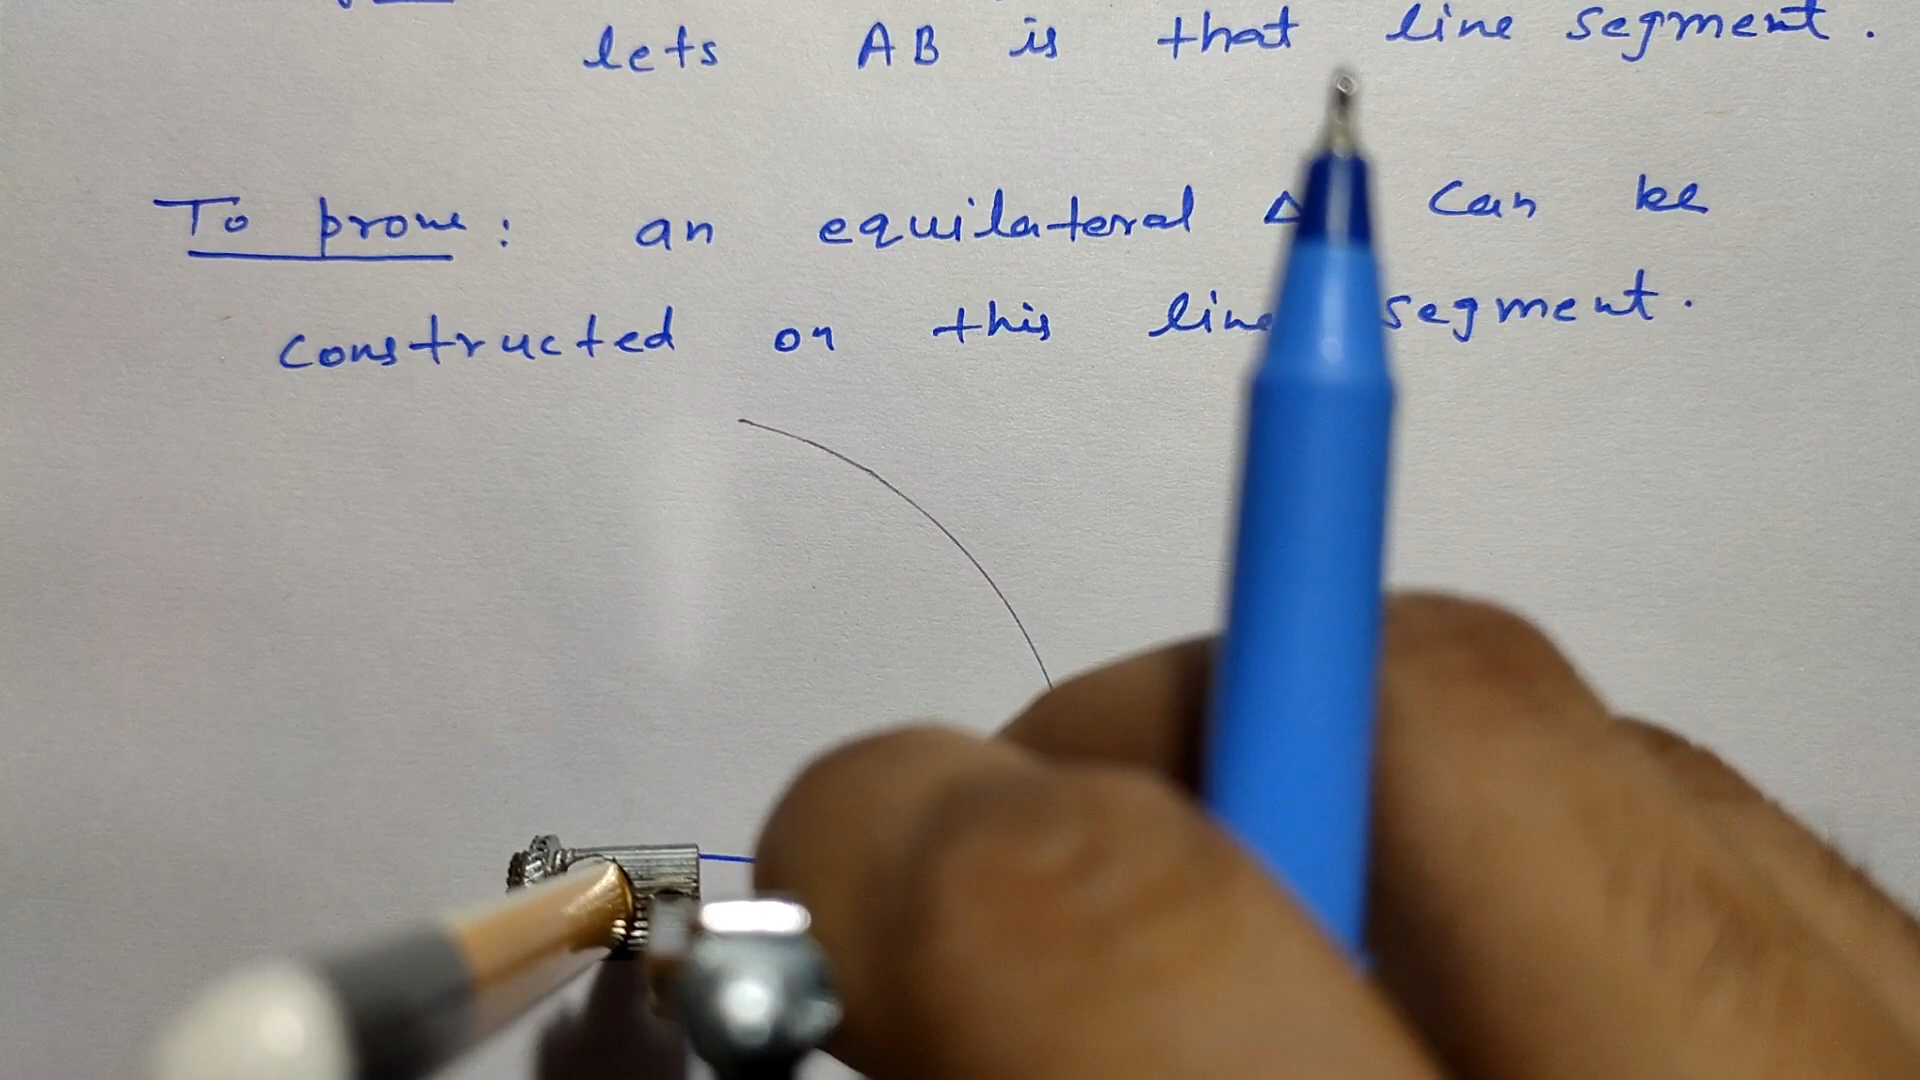 lets AB is that line segment.
To prove: an equilateral Δ can be
constructed on this line segment.